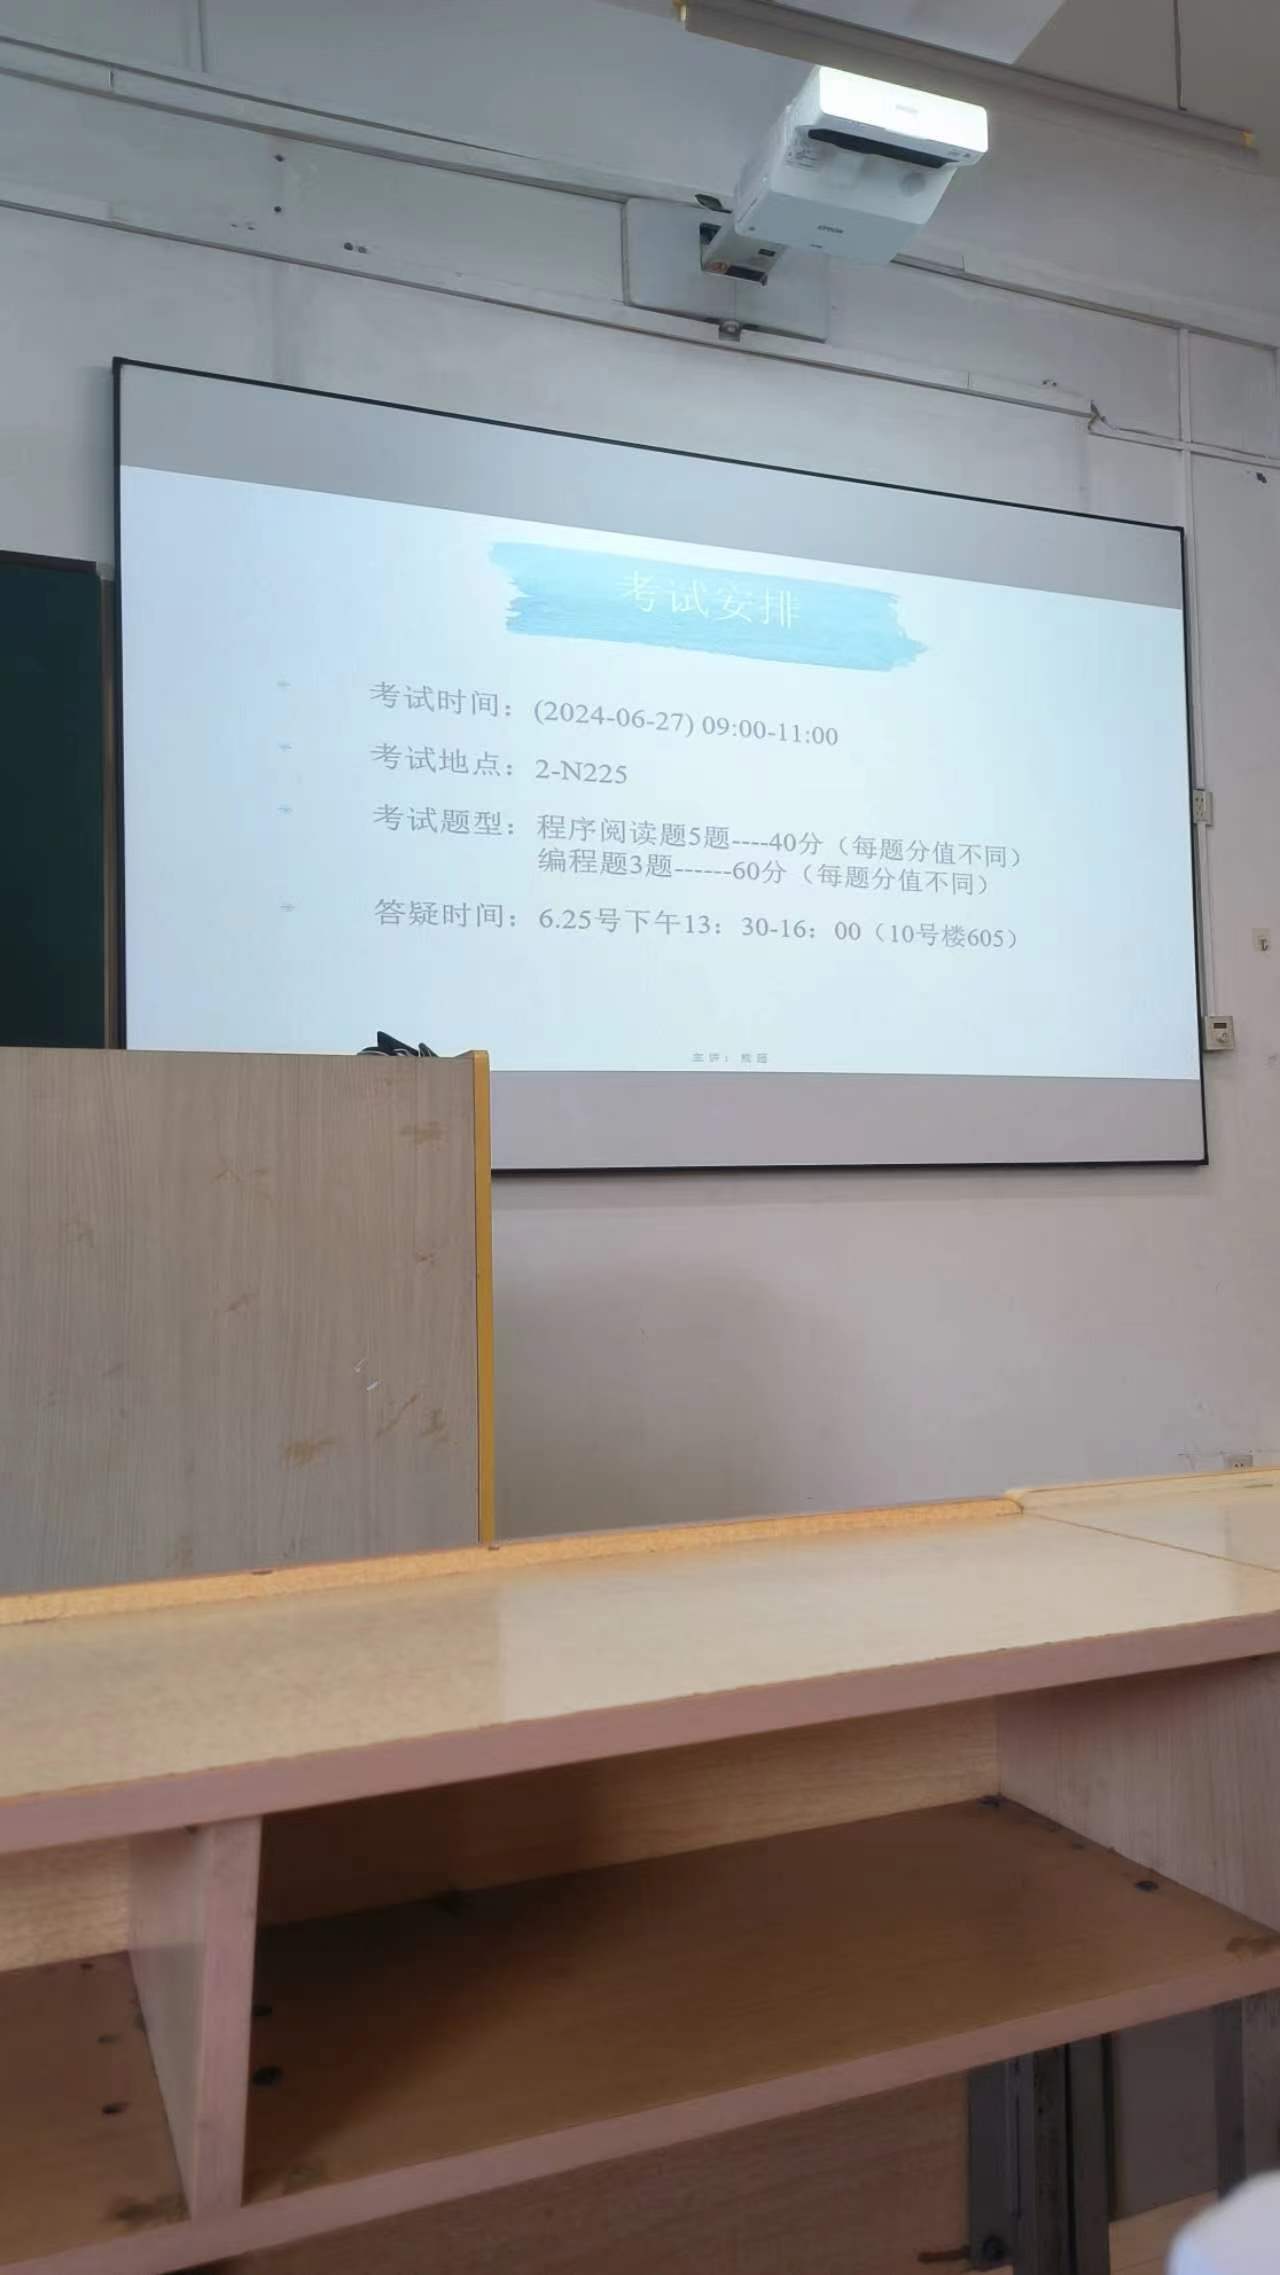 EPSON
考试安排
考试时间：(2024-06-27) 09:00-11:00
考试地点：2-N225
考试题型：程序阅读题5题----40分（每题分值不同）
编程题3题------60分（每题分值不同）
答疑时间：6.25号下午13：30-16：00（10号楼605）
主讲：